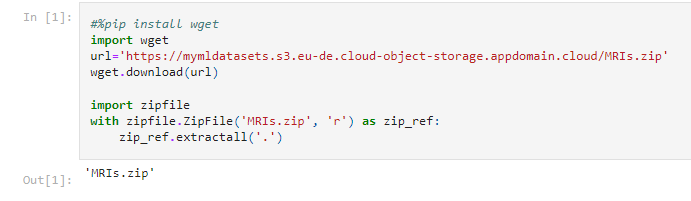 In [1]:
#%pip install wget
import wget
url='https://mymldatasets.s3.eu-de.cloud-object-storage.appdomain.cloud/MRIs.zip'
wget.download(url)
import zipfile
with zipfile.ZipFile('MRIs.zip', 'r') as zip_ref:
    zip_ref.extractall('.')
Out[1]:
'MRIs.zip'